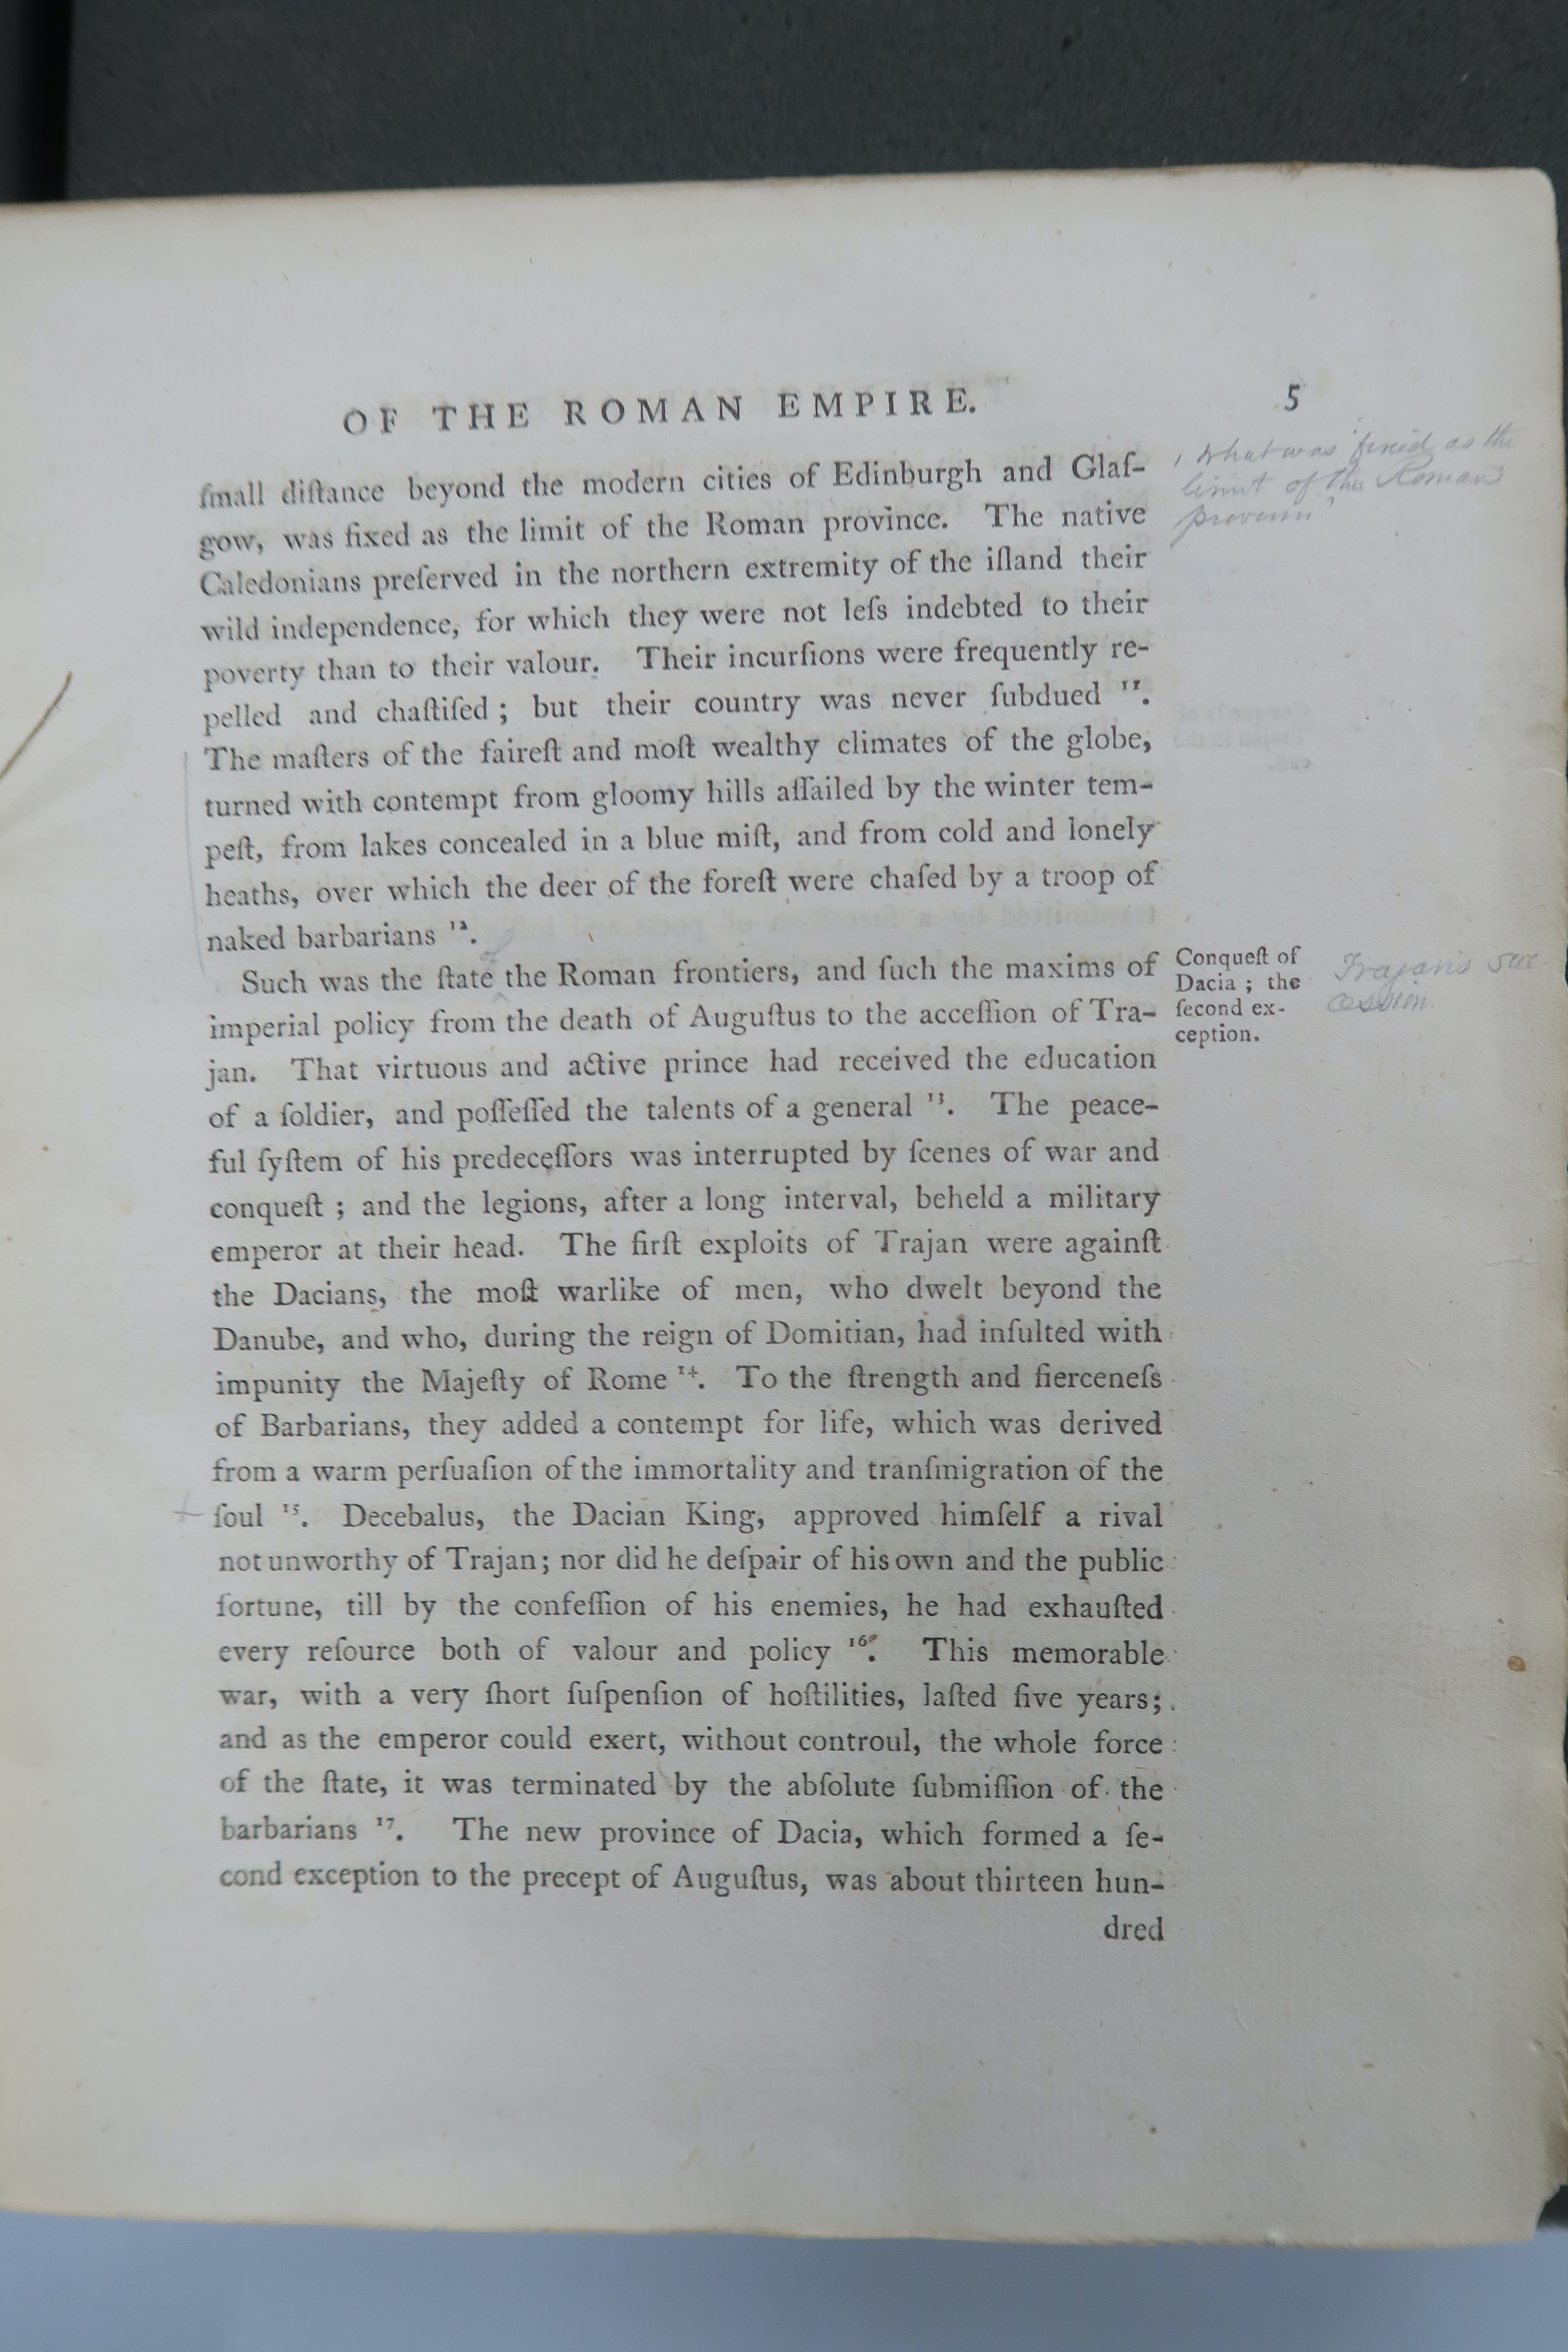 OF THE ROMAN EMPIRE.
5
ſmall diſtance beyond the modern cities of Edinburgh and Glaſ-
gow, was fixed as the limit of the Roman province. The native
Caledonians preſerved in the northern extremity of the iſland their
wild independence, for which they were not leſs indebted to their
poverty than to their valour. Their incurſions were frequently re-
pelled and chaſtiſed; but their country was never ſubdued ¹¹.
The maſters of the faireſt and moſt wealthy climates of the globe,
turned with contempt from gloomy hills aſſailed by the winter tem-
peſt, from lakes concealed in a blue miſt, and from cold and lonely
heaths, over which the deer of the foreſt were chaſed by a troop of
naked barbarians ¹².
Such was the ſtate the Roman frontiers, and ſuch the maxims of
imperial policy from the death of Auguſtus to the acceſſion of Tra-
jan. That virtuous and active prince had received the education
of a ſoldier, and poſſeſſed the talents of a general ¹³. The peace-
ful ſyſtem of his predeceſſors was interrupted by ſcenes of war and
conqueſt; and the legions, after a long interval, beheld a military
emperor at their head. The firſt exploits of Trajan were againſt
the Dacians, the moſt warlike of men, who dwelt beyond the
Danube, and who, during the reign of Domitian, had inſulted with
impunity the Majeſty of Rome ¹⁴. To the ſtrength and fierceneſs
of Barbarians, they added a contempt for life, which was derived
from a warm perſuaſion of the immortality and tranſmigration of the
ſoul ¹⁵. Decebalus, the Dacian King, approved himſelf a rival
not unworthy of Trajan; nor did he deſpair of his own and the public
fortune, till by the confeſſion of his enemies, he had exhauſted
every reſource both of valour and policy ¹⁶. This memorable
war, with a very ſhort ſuſpenſion of hoſtilities, laſted five years;
and as the emperor could exert, without controul, the whole force
of the ſtate, it was terminated by the abſolute ſubmiſſion of the
barbarians ¹⁷. The new province of Dacia, which formed a ſe-
cond exception to the precept of Auguſtus, was about thirteen hun-
dred
what was fixed as the
limit of the Roman
Conqueſt of
Dacia; the
ſecond ex-
ception.
Trajan's suc
cession.